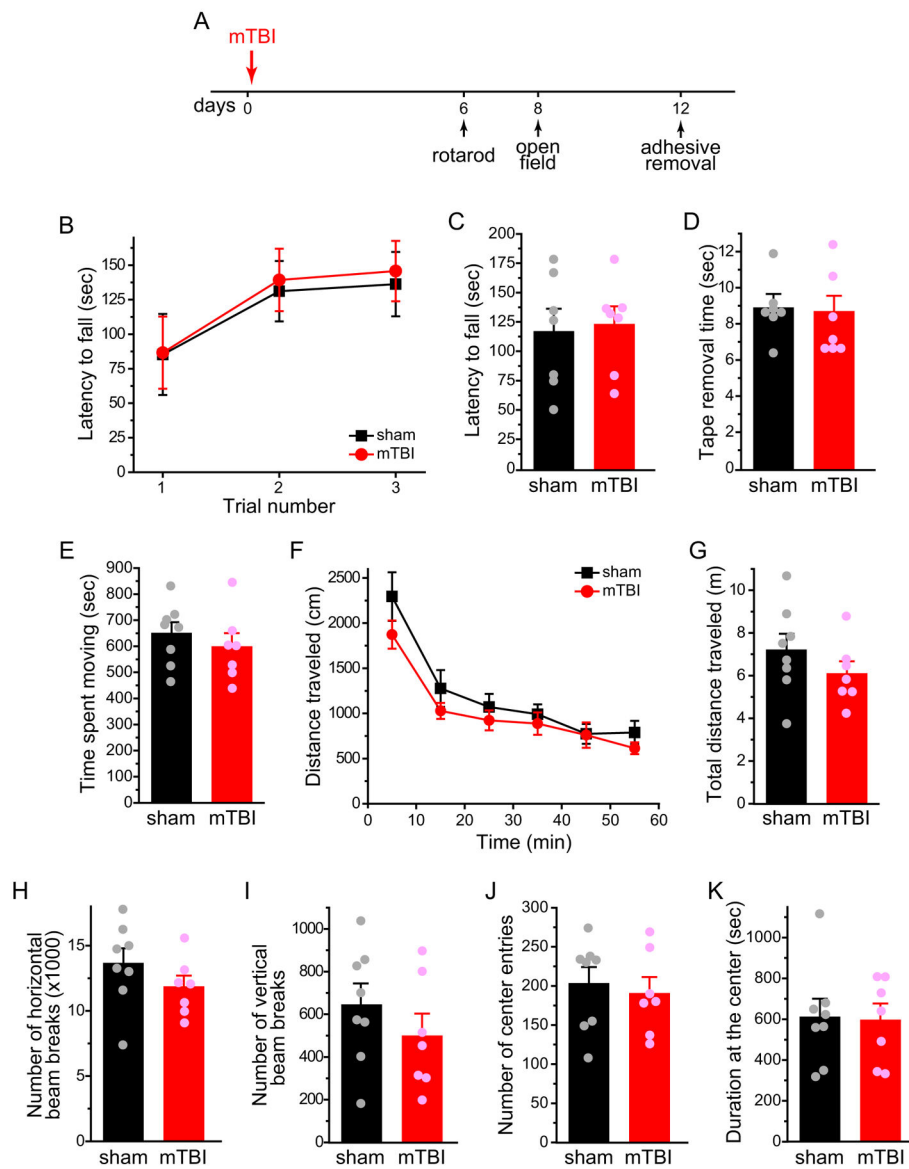 A
mTBI
days 0 6 8 12
rotarod
open
field
adhesive
removal
B
Latency to fall (sec)
150
125
100
75
50
25
0
1 2 3
Trial number
sham
mTBI
C
Latency to fall (sec)
200
175
150
125
100
75
50
25
0
sham mTBI
D
Tape removal time (sec)
12
10
8
6
4
2
0
sham mTBI
E
Time spent moving (sec)
900
800
700
600
500
400
300
200
100
0
sham mTBI
F
Distance traveled (cm)
2500
2000
1500
1000
500
0
0 10 20 30 40 50 60
Time (min)
sham
mTBI
G
Total distance traveled (m)
10
8
6
4
2
0
sham mTBI
H
Number of horizontal
beam breaks (x1000)
15
10
5
0
sham mTBI
I
Number of vertical
beam breaks
1000
800
600
400
200
0
sham mTBI
J
Number of center entries
300
250
200
150
100
50
0
sham mTBI
K
Duration at the center (sec)
1000
800
600
400
200
0
sham mTBI